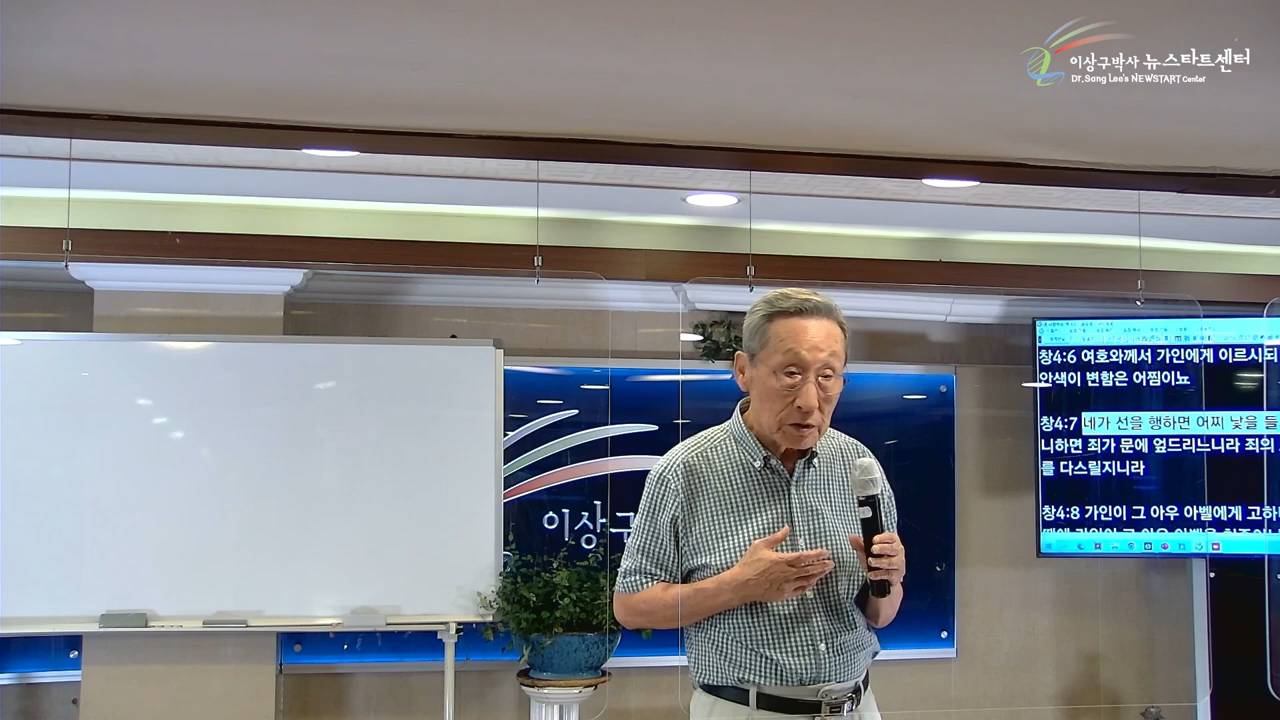 이상구박사 뉴스타트센터
Dr. Sang Lee's NEWSTART Center
창4:6 여호와께서 가인에게 이르시되
안색이 변함은 어찜이뇨
창4:7 네가 선을 행하면 어찌 낯을 들
니하면 죄가 문에 엎드리느니라 죄의
를 다스릴지니라
창4:8 가인이 그 아우 아벨에게 고하
이상구